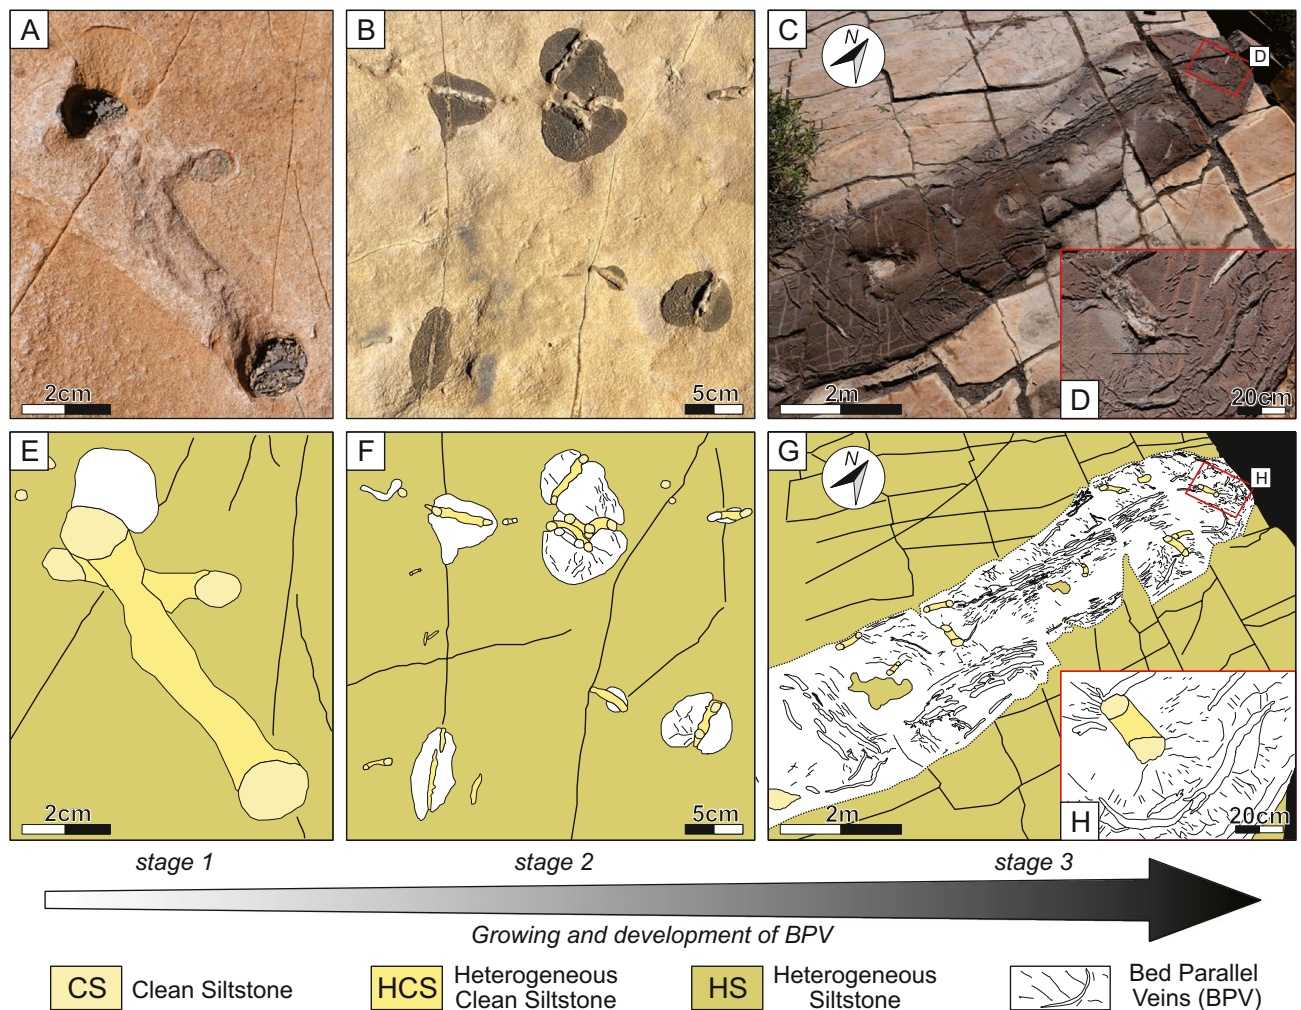 A
B
C
N
D
2cm
5cm
2m
D
20cm
E
F
G
N
H
2cm
5cm
2m
H
20cm
stage 1
stage 2
stage 3
Growing and development of BPV
CS
Clean Siltstone
HCS
Heterogeneous
Clean Siltstone
HS
Heterogeneous
Siltstone
Bed Parallel
Veins (BPV)